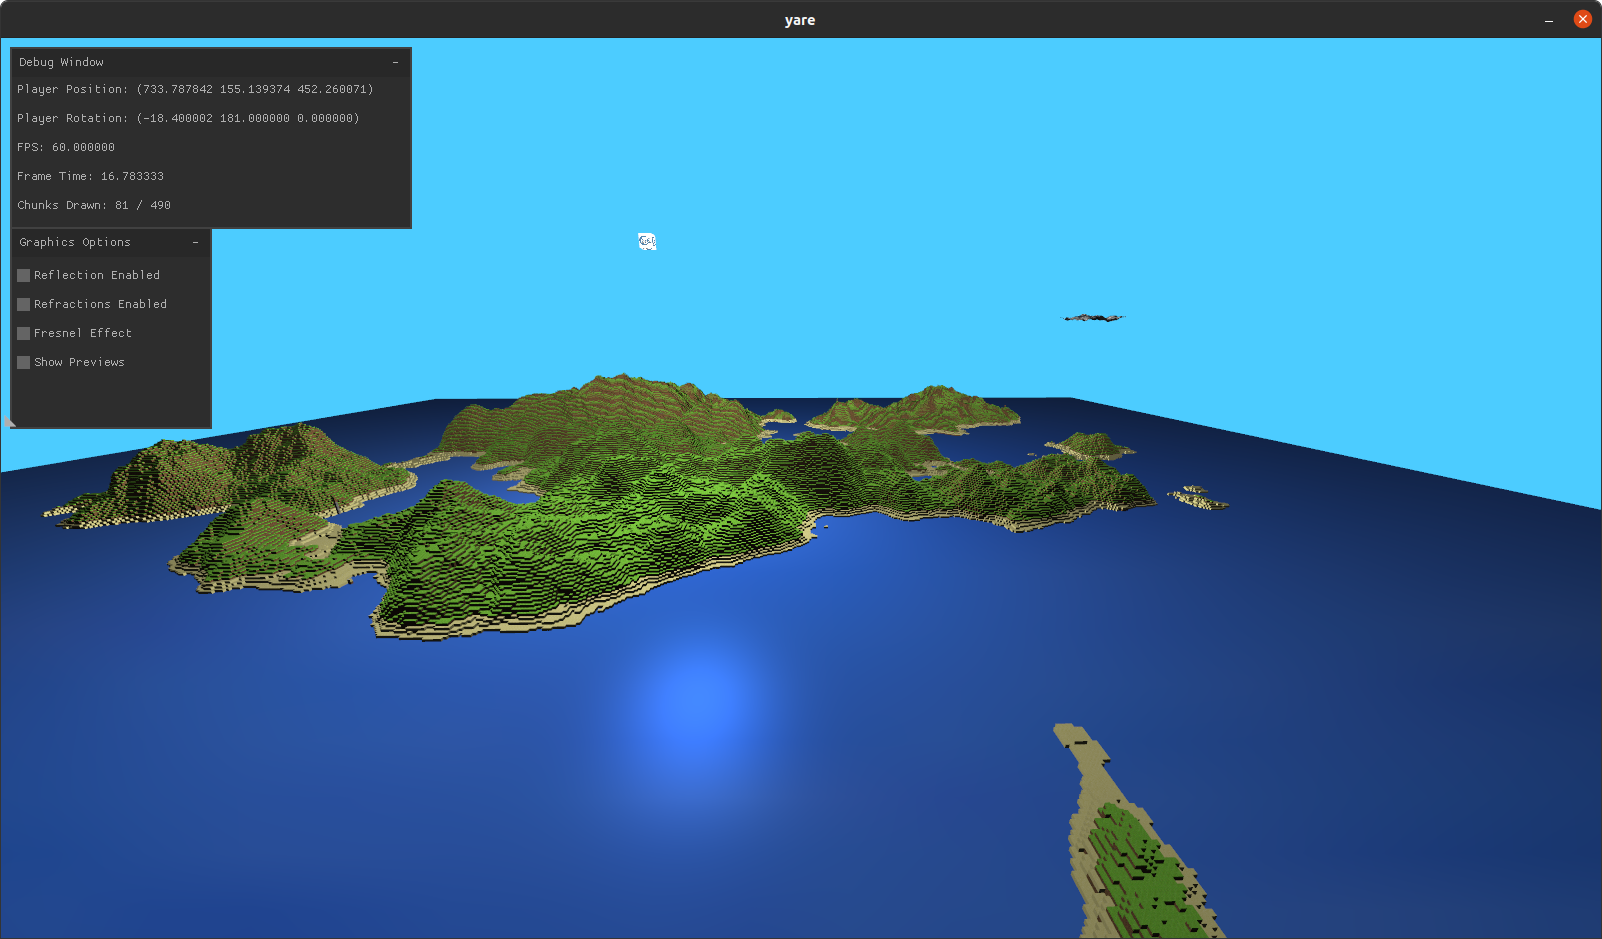 yare
Debug Window
Player Position: (733.787842 155.139374 452.260071)
Player Rotation: (-18.400002 181.000000 0.000000)
FPS: 60.000000
Frame Time: 16.783333
Chunks Drawn: 81 / 490
Graphics Options
Reflection Enabled
Refractions Enabled
Fresnel Effect
Show Previews